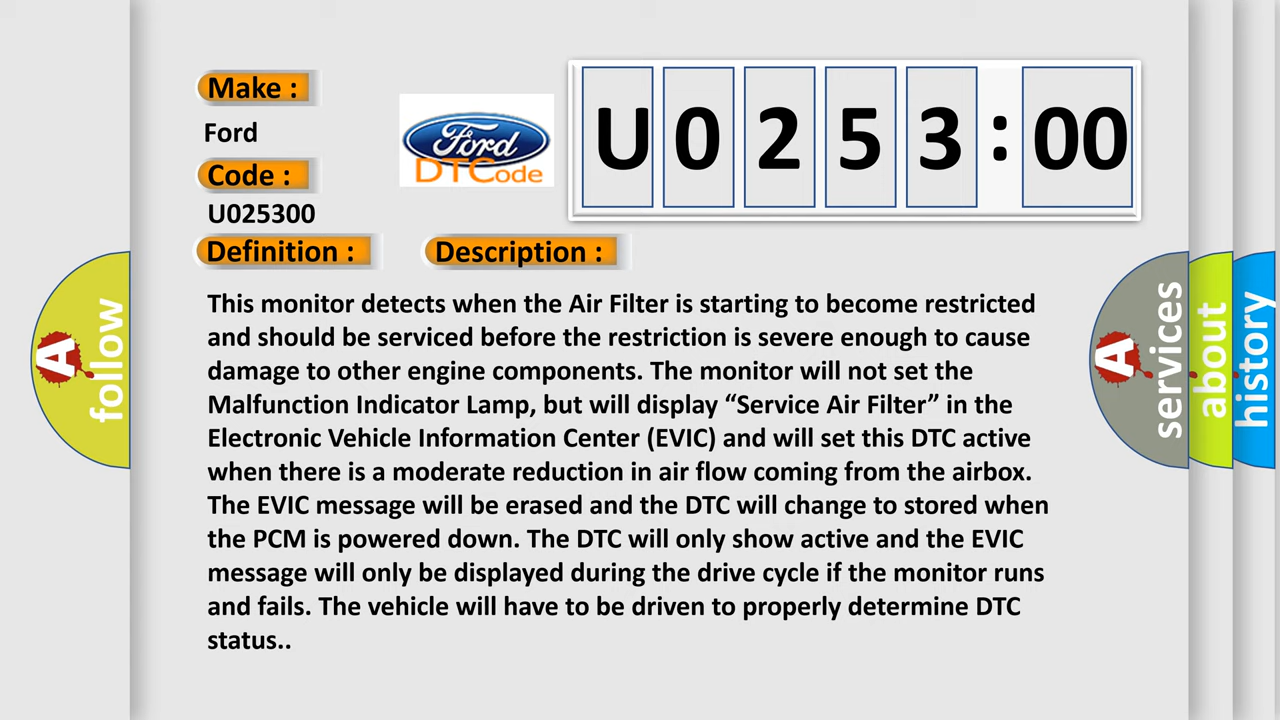 Make :
Ford
Code :
U025300
Definition :
Description :
Ford
DTCode
U0253:00
This monitor detects when the Air Filter is starting to become restricted
and should be serviced before the restriction is severe enough to cause
damage to other engine components. The monitor will not set the
Malfunction Indicator Lamp, but will display “Service Air Filter” in the
Electronic Vehicle Information Center (EVIC) and will set this DTC active
when there is a moderate reduction in air flow coming from the airbox.
The EVIC message will be erased and the DTC will change to stored when
the PCM is powered down. The DTC will only show active and the EVIC
message will only be displayed during the drive cycle if the monitor runs
and fails. The vehicle will have to be driven to properly determine DTC
status..
A
follow
A
services
about
history